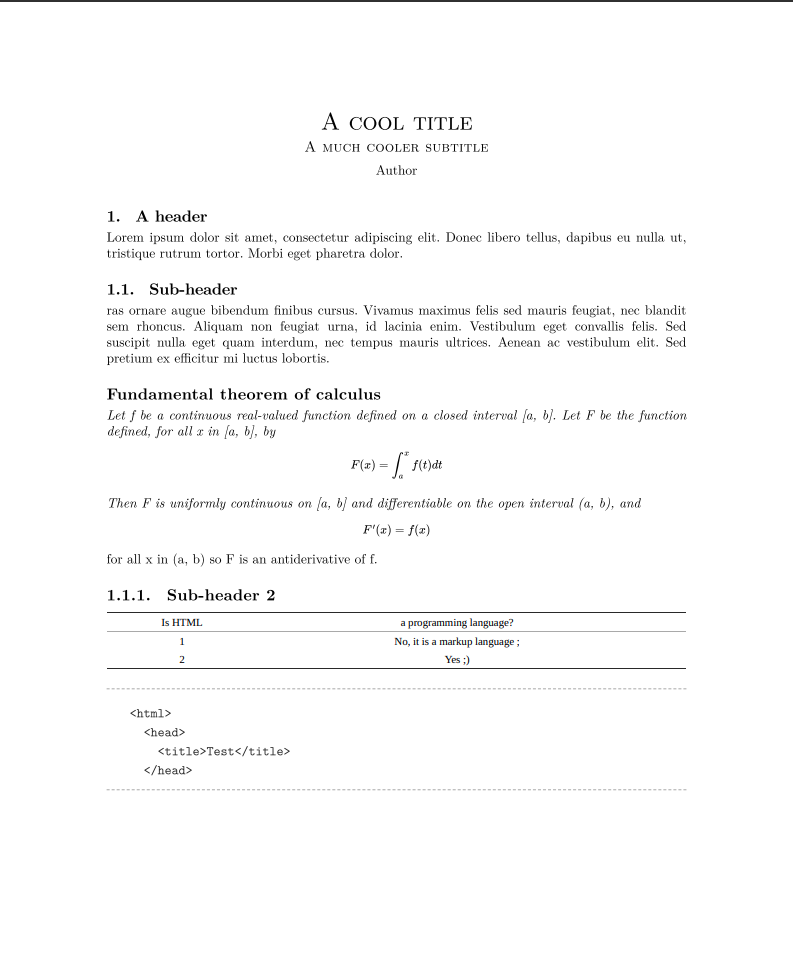 A COOL TITLE
A MUCH COOLER SUBTITLE
Author
1. A header
Lorem ipsum dolor sit amet, consectetur adipiscing elit. Donec libero tellus, dapibus eu nulla ut,
tristique rutrum tortor. Morbi eget pharetra dolor.
1.1. Sub-header
ras ornare augue bibendum finibus cursus. Vivamus maximus felis sed mauris feugiat, nec blandit
sem rhoncus. Aliquam non feugiat urna, id lacinia enim. Vestibulum eget convallis felis. Sed
suscipit nulla eget quam interdum, nec tempus mauris ultrices. Aenean ac vestibulum elit. Sed
pretium ex efficitur mi luctus lobortis.
Fundamental theorem of calculus
Let f be a continuous real-valued function defined on a closed interval [a, b]. Let F be the function
defined, for all x in [a, b], by
F(x) = ∫ₐˣ f(t)dt
Then F is uniformly continuous on [a, b] and differentiable on the open interval (a, b), and
F′(x) = f(x)
for all x in (a, b) so F is an antiderivative of f.
1.1.1. Sub-header 2
Is HTML a programming language?
1 No, it is a markup language ;
2 Yes ;)
<html>
<head>
<title>Test</title>
</head>